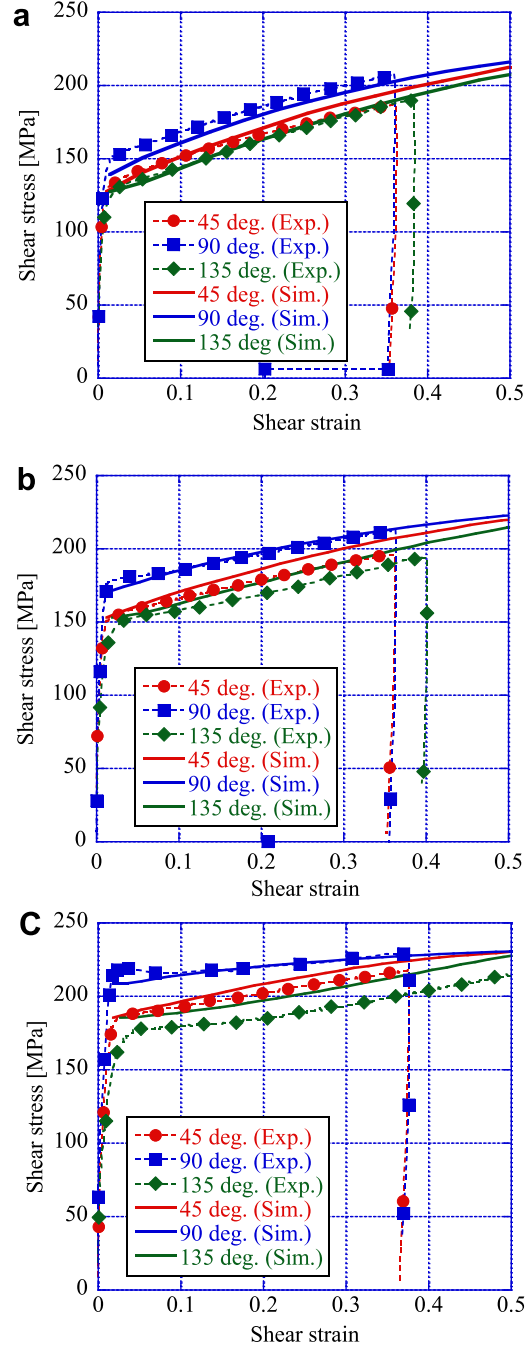 a
250
200
150
100
50
0
Shear stress [MPa]
45 deg. (Exp.)
90 deg. (Exp.)
135 deg. (Exp.)
45 deg. (Sim.)
90 deg. (Sim.)
135 deg (Sim.)
0 0.1 0.2 0.3 0.4 0.5
Shear strain
b
250
200
150
100
50
0
Shear stress [MPa]
45 deg. (Exp.)
90 deg. (Exp.)
135 deg. (Exp.)
45 deg. (Sim.)
90 deg. (Sim.)
135 deg. (Sim.)
0 0.1 0.2 0.3 0.4 0.5
Shear strain
C
250
200
150
100
50
0
Shear stress [MPa]
45 deg. (Exp.)
90 deg. (Exp.)
135 deg. (Exp.)
45 deg. (Sim.)
90 deg. (Sim.)
135 deg. (Sim.)
0 0.1 0.2 0.3 0.4 0.5
Shear strain